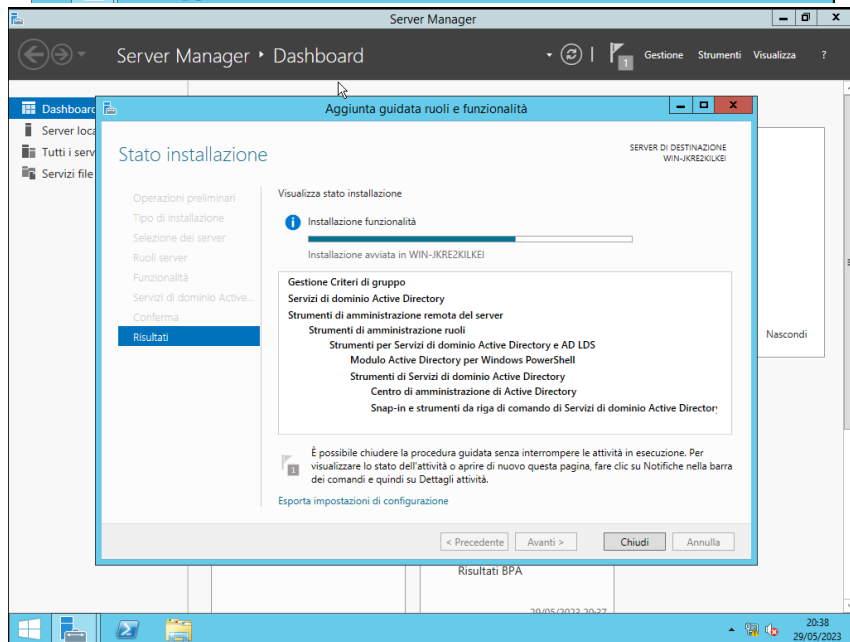 Server Manager
Server Manager • Dashboard
1
Gestione Strumenti Visualizza ?
Dashboard
Server loca
Tutti i serv
Servizi file
Aggiunta guidata ruoli e funzionalità
Stato installazione
SERVER DI DESTINAZIONE
WIN-JKRE2KILKEI
Operazioni preliminari
Tipo di installazione
Selezione dei server
Ruoli server
Funzionalità
Servizi di dominio Active...
Conferma
Risultati
Visualizza stato installazione
Installazione funzionalità
Installazione avviata in WIN-JKRE2KILKEI
Gestione Criteri di gruppo
Servizi di dominio Active Directory
Strumenti di amministrazione remota del server
Strumenti di amministrazione ruoli
Strumenti per Servizi di dominio Active Directory e AD LDS
Modulo Active Directory per Windows PowerShell
Strumenti di Servizi di dominio Active Directory
Centro di amministrazione di Active Directory
Snap-in e strumenti da riga di comando di Servizi di dominio Active Director
1
È possibile chiudere la procedura guidata senza interrompere le attività in esecuzione. Per
visualizzare lo stato dell'attività o aprire di nuovo questa pagina, fare clic su Notifiche nella barra
dei comandi e quindi su Dettagli attività.
Esporta impostazioni di configurazione
< Precedente Avanti > Chiudi Annulla
Nascondi
Risultati BPA
29/05/2023 20:37
20:38
29/05/2023